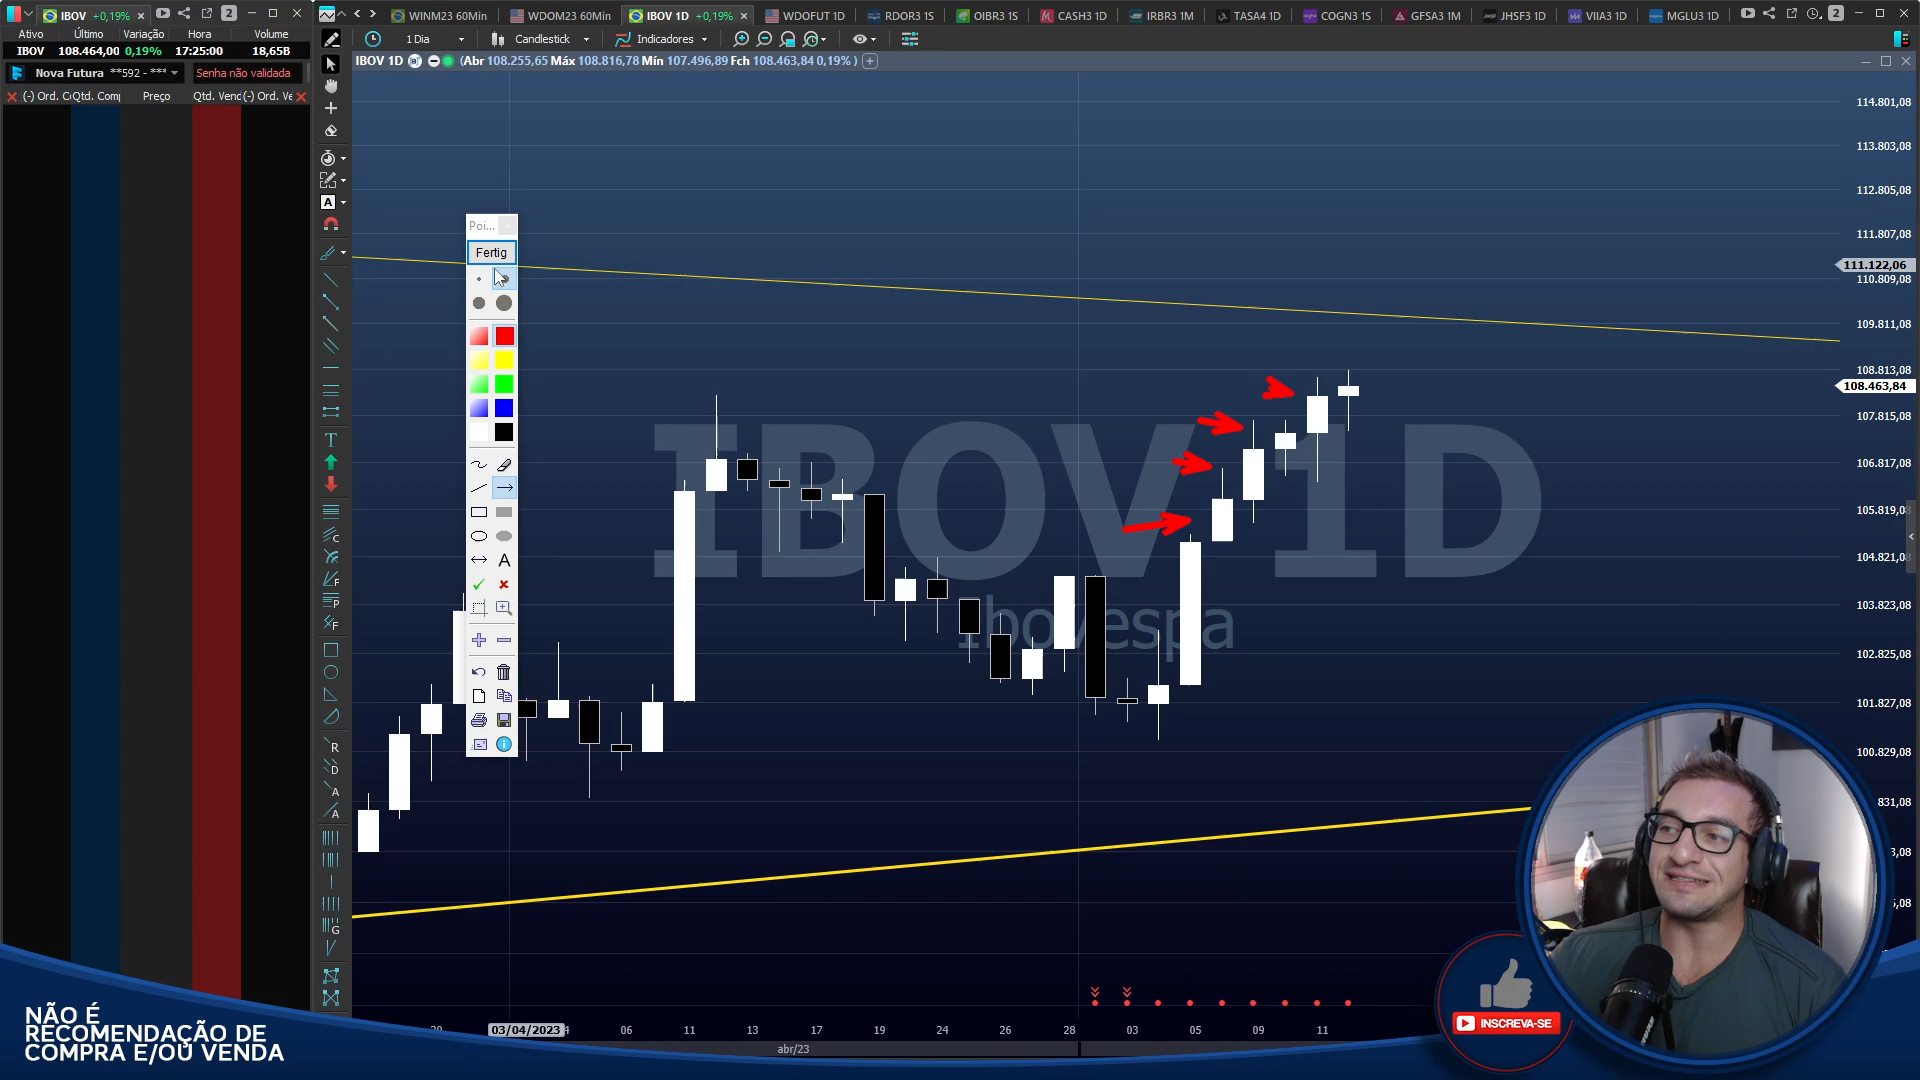 IBOV +0,19% 2
Ativo Último Variação Hora Volume
IBOV 108.464,00 0,19% 17:25:00 18,65B
Nova Futura **592 - *** Senha não validada
(-) Ord. C Qtd. Comp Preço Qtd. Venc (-) Ord. Ve
WINM23 60Min WDOM23 60Min IBOV 1D +0,19% WDOFUT 1D RDOR3 1S OIBR3 1S CASH3 1D IRBR3 1M TASA4 1D COGN3 1S GFSA3 1M JHSF3 1D VIIA3 1D MGLU3 1D 2
1 Dia Candlestick Indicadores
IBOV 1D (Abr 108.255,65 Máx 108.816,78 Mín 107.496,89 Fch 108.463,84 0,19% )
Poi...
Fertig
IBOV 1D
Ibovespa
114.801,08
113.803,08
112.805,08
111.807,08
111.122,06
110.809,08
109.811,08
108.813,08
108.463,84
107.815,08
106.817,08
105.819,08
104.821,08
103.823,08
102.825,08
101.827,08
100.829,08
831,08
3,08
5,08
03/04/2023 06 11 13 17 19 24 26 28 03 05 09 11
abr/23
NÃO É
RECOMENDAÇÃO DE
COMPRA E/OU VENDA
INSCREVA-SE